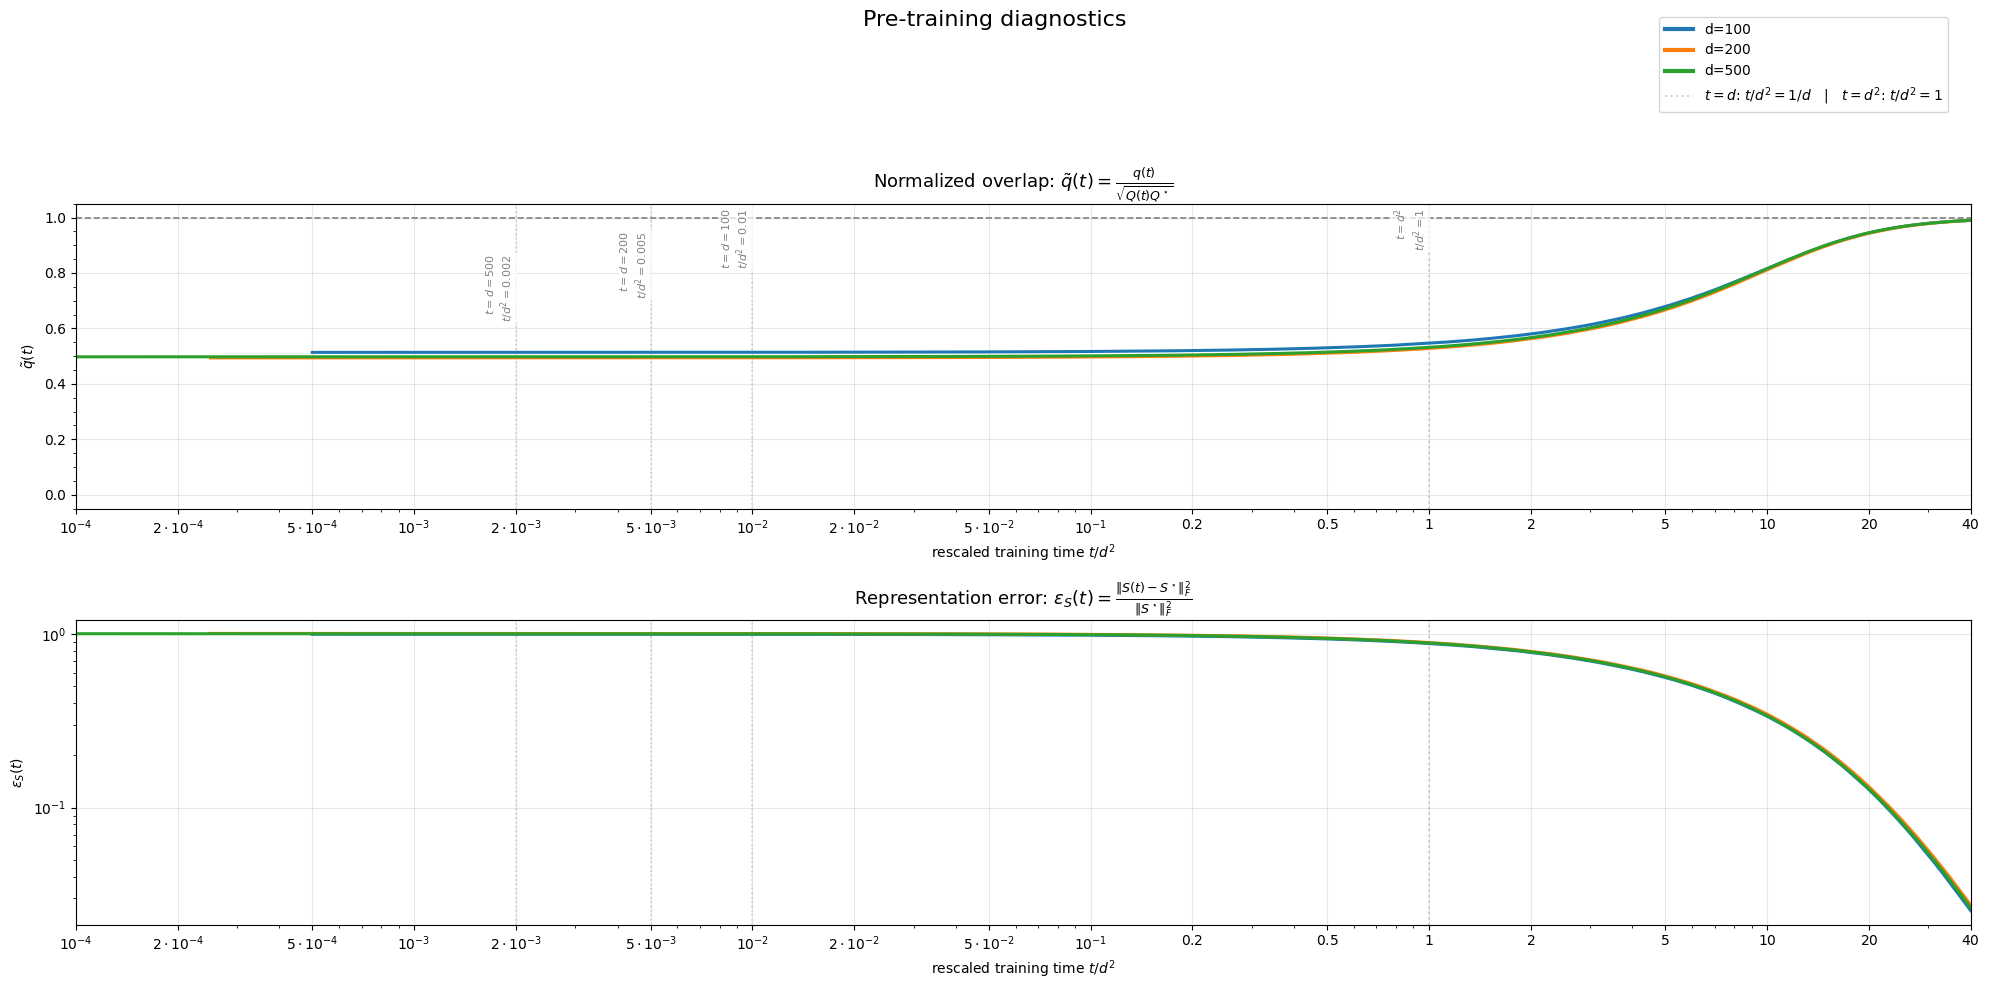 Pre-training diagnostics
d=100
d=200
d=500
t = d: t/d² = 1/d | t = d²: t/d² = 1
Normalized overlap: q̃(t) = q(t) / √(Q(t)Q⋆)
q̃(t)
1.0
0.8
0.6
0.4
0.2
0.0
t = d = 500
t/d² = 0.002
t = d = 200
t/d² = 0.005
t = d = 100
t/d² = 0.01
t = d²
t/d² = 1
10⁻⁴ 2·10⁻⁴ 5·10⁻⁴ 10⁻³ 2·10⁻³ 5·10⁻³ 10⁻² 2·10⁻² 5·10⁻² 10⁻¹ 0.2 0.5 1 2 5 10 20 40
rescaled training time t/d²
Representation error: ε_S(t) = ‖S(t) − S⋆‖²_F / ‖S⋆‖²_F
ε_S(t)
10⁰
10⁻¹
10⁻⁴ 2·10⁻⁴ 5·10⁻⁴ 10⁻³ 2·10⁻³ 5·10⁻³ 10⁻² 2·10⁻² 5·10⁻² 10⁻¹ 0.2 0.5 1 2 5 10 20 40
rescaled training time t/d²